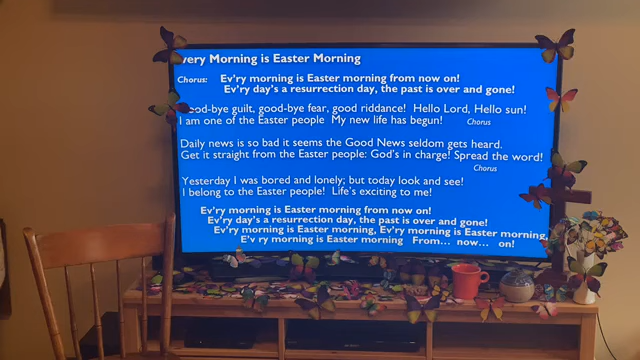 very Morning is Easter Morning
Chorus: Ev'ry morning is Easter morning from now on!
Ev'ry day's a resurrection day, the past is over and gone!
ood-bye guilt, good-bye fear, good riddance! Hello Lord, Hello sun!
I am one of the Easter people My new life has begun! Chorus
Daily news is so bad it seems the Good News seldom gets heard.
Get it straight from the Easter people: God's in charge! Spread the word!
Chorus
Yesterday I was bored and lonely; but today look and see!
I belong to the Easter people! Life's exciting to me!
Ev'ry morning is Easter morning from now on!
Ev'ry day's a resurrection day, the past is over and gone!
Ev'ry morning is Easter morning, Ev'ry morning is Easter morning,
E'v ry morning is Easter morning From... now... on!